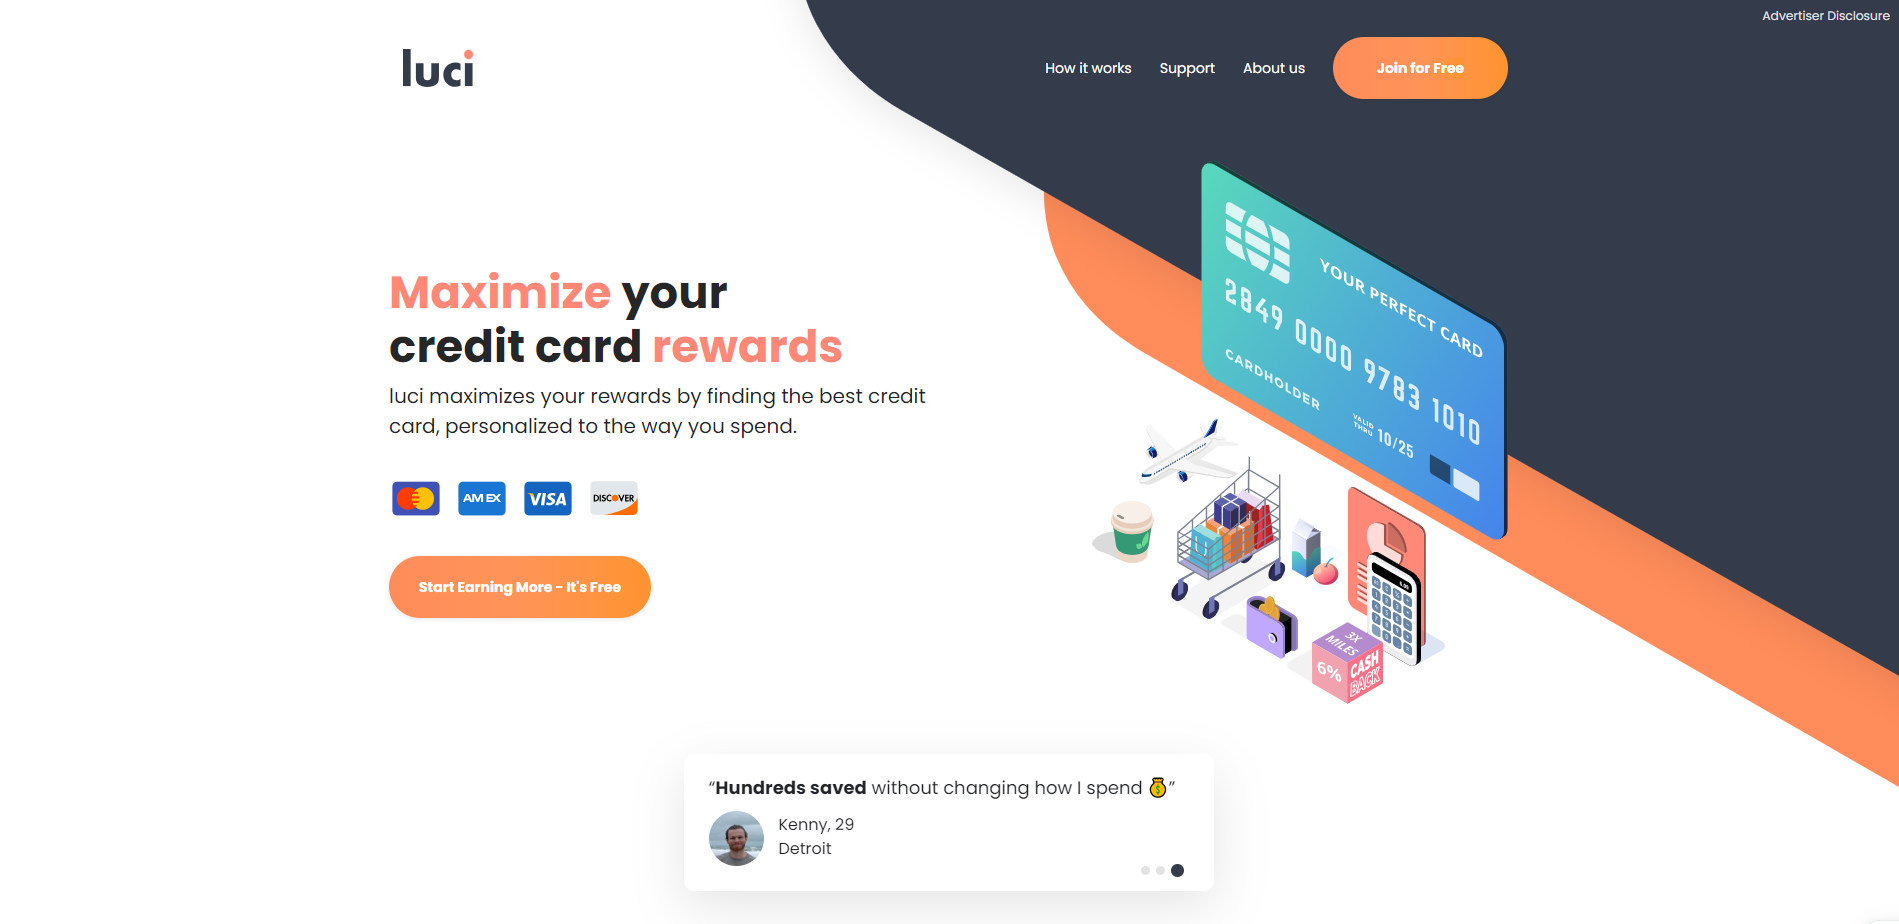 Advertiser Disclosure
luci
How it works
Support
About us
Join for Free
Maximize your
credit card rewards
luci maximizes your rewards by finding the best credit
card, personalized to the way you spend.
AMEX
VISA
DISCOVER
Start Earning More - It's Free
YOUR PERFECT CARD
2849 0000 9783 1010
CARDHOLDER
VALID
THRU
10/25
3X
MILES
6%
CASH
BACK
“Hundreds saved without changing how I spend 💰”
Kenny, 29
Detroit